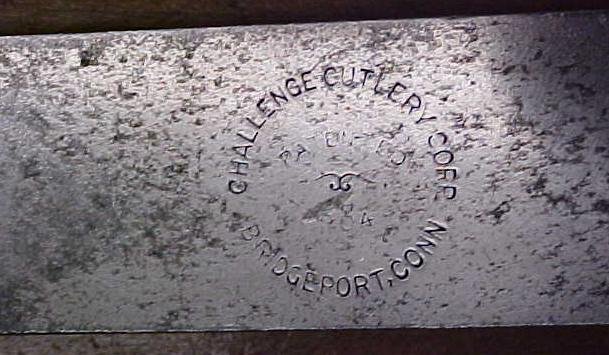 CHALLENGE CUTLERY CORP
BRIDGEPORT, CONN